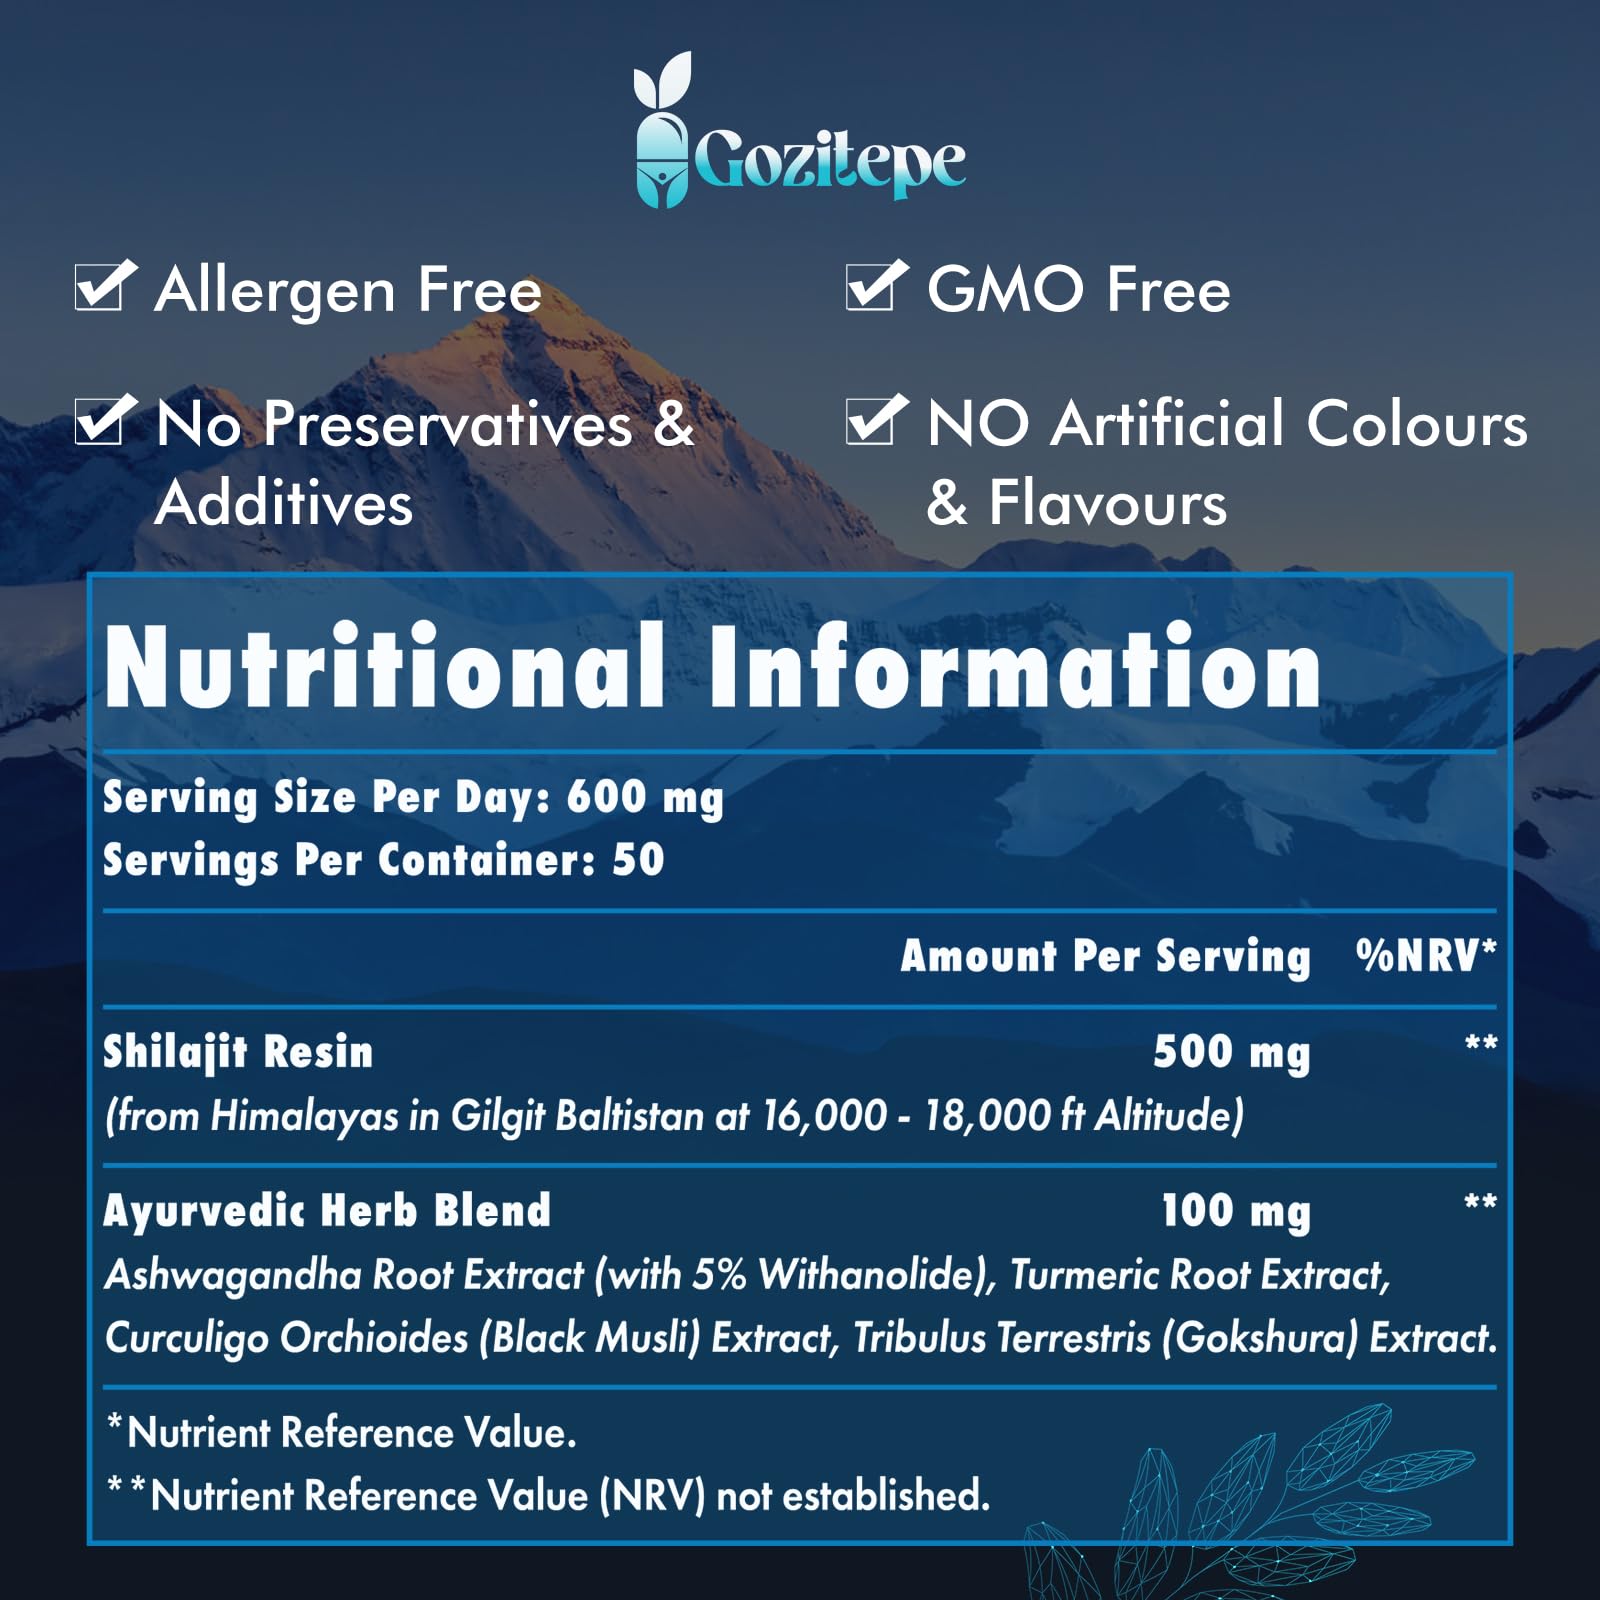 Gozitepe
Allergen Free
GMO Free
No Preservatives &
Additives
NO Artificial Colours
& Flavours
Nutritional Information
Serving Size Per Day: 600 mg
Servings Per Container: 50
Amount Per Serving %NRV*
Shilajit Resin 500 mg **
(from Himalayas in Gilgit Baltistan at 16,000 - 18,000 ft Altitude)
Ayurvedic Herb Blend 100 mg **
Ashwagandha Root Extract (with 5% Withanolide), Turmeric Root Extract,
Curculigo Orchioides (Black Musli) Extract, Tribulus Terrestris (Gokshura) Extract.
*Nutrient Reference Value.
**Nutrient Reference Value (NRV) not established.